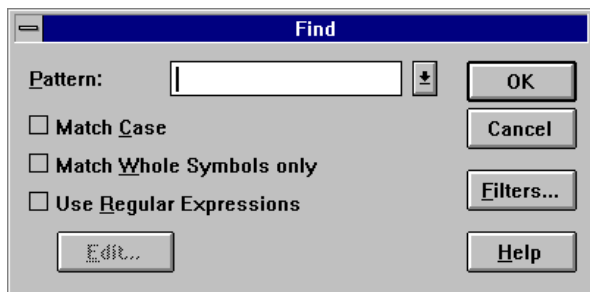 Find
Pattern:
OK
Match Case
Cancel
Match Whole Symbols only
Filters...
Use Regular Expressions
Edit...
Help